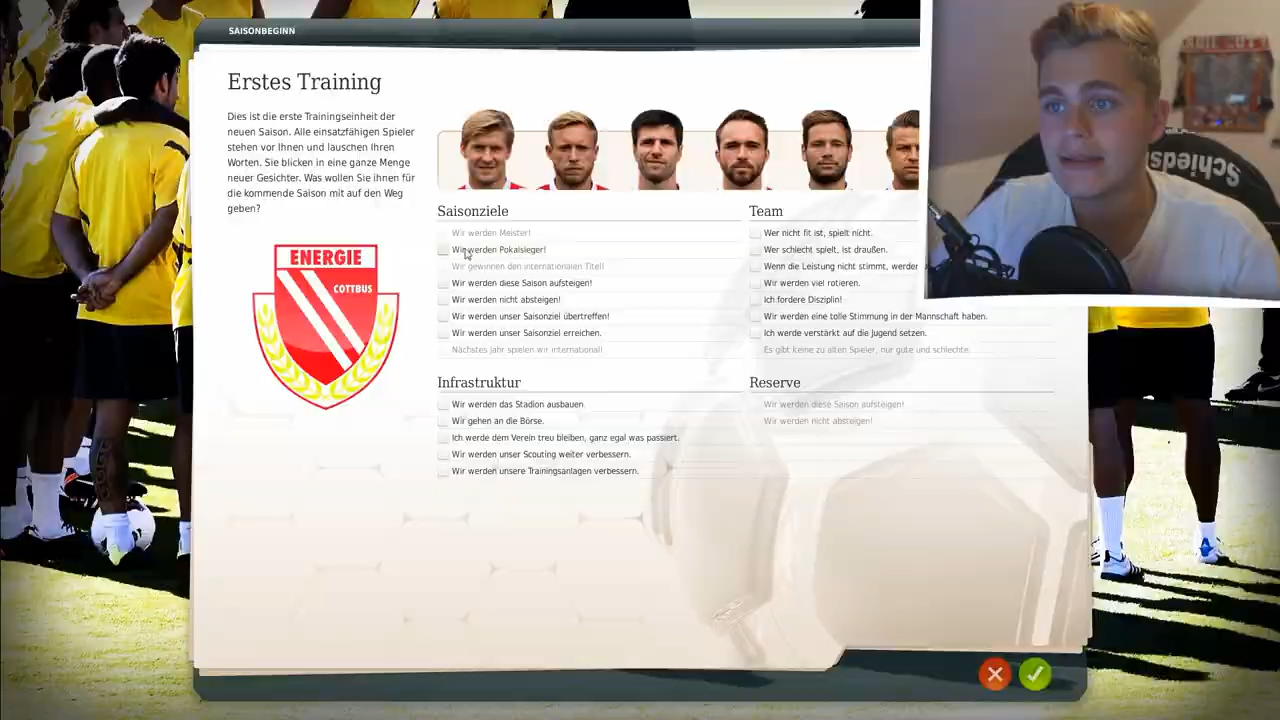 SAISONBEGINN
Erstes Training
Dies ist die erste Trainingseinheit der
neuen Saison. Alle einsatzfähigen Spieler
stehen vor Ihnen und lauschen Ihren
Worten. Sie blicken in eine ganze Menge
neuer Gesichter. Was wollen Sie ihnen für
die kommende Saison mit auf den Weg
geben?
ENERGIE
COTTBUS
Saisonziele
Wir werden Meister!
Wir werden Pokalsieger!
Wir gewinnen den internationalen Titel!
Wir werden diese Saison aufsteigen!
Wir werden nicht absteigen!
Wir werden unser Saisonziel übertreffen!
Wir werden unser Saisonziel erreichen.
Nächstes Jahr spielen wir international!
Team
Wer nicht fit ist, spielt nicht.
Wer schlecht spielt, ist draußen.
Wenn die Leistung nicht stimmt, werden
Wir werden viel rotieren.
Ich fordere Disziplin!
Wir werden eine tolle Stimmung in der Mannschaft haben.
Ich werde verstärkt auf die Jugend setzen.
Es gibt keine zu alten Spieler, nur gute und schlechte.
Infrastruktur
Wir werden das Stadion ausbauen.
Wir gehen an die Börse.
Ich werde dem Verein treu bleiben, ganz egal was passiert.
Wir werden unser Scouting weiter verbessern.
Wir werden unsere Trainingsanlagen verbessern.
Reserve
Wir werden diese Saison aufsteigen!
Wir werden nicht absteigen!